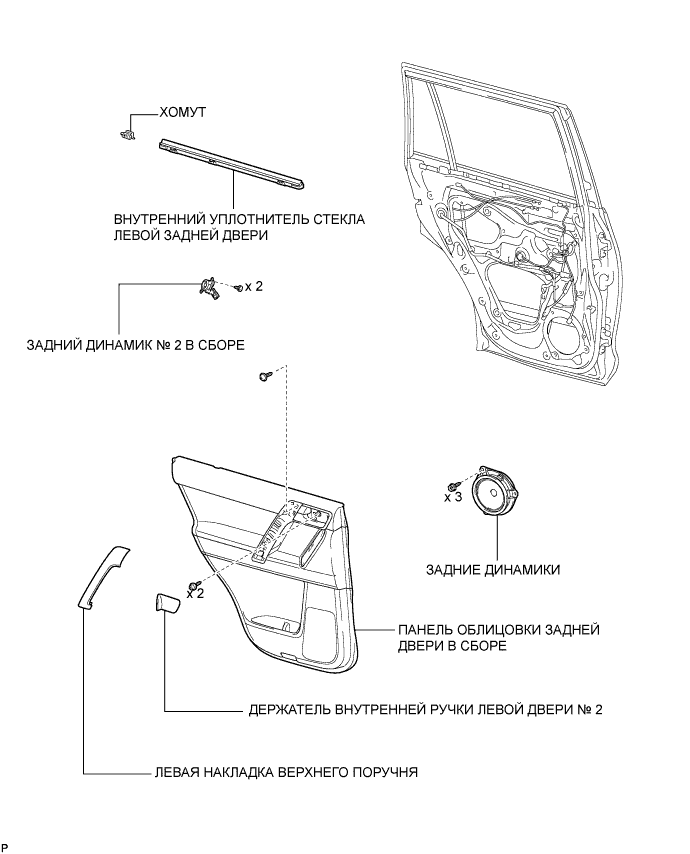 ХОМУТ
ВНУТРЕННИЙ УПЛОТНИТЕЛЬ СТЕКЛА
ЛЕВОЙ ЗАДНЕЙ ДВЕРИ
x 2
ЗАДНИЙ ДИНАМИК № 2 В СБОРЕ
x 3
ЗАДНИЕ ДИНАМИКИ
x 2
ПАНЕЛЬ ОБЛИЦОВКИ ЗАДНЕЙ
ДВЕРИ В СБОРЕ
ДЕРЖАТЕЛЬ ВНУТРЕННЕЙ РУЧКИ ЛЕВОЙ ДВЕРИ № 2
ЛЕВАЯ НАКЛАДКА ВЕРХНЕГО ПОРУЧНЯ
P